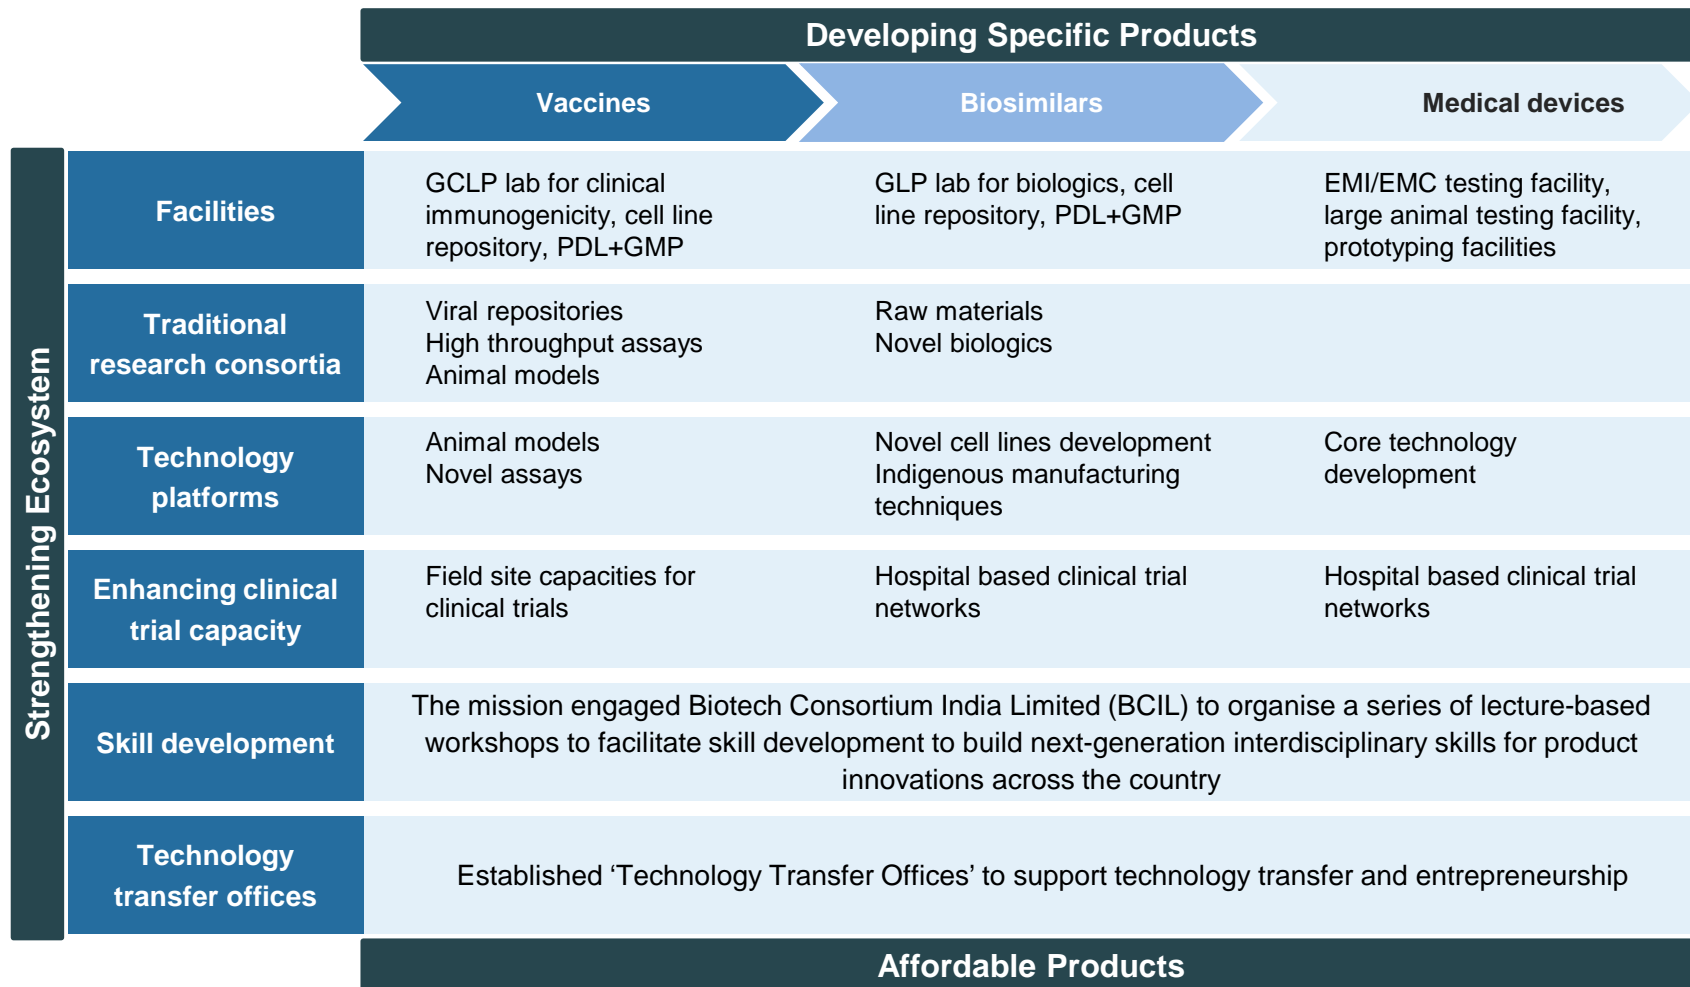 Developing Specific Products
Vaccines
Biosimilars
Medical devices
Strengthening Ecosystem
Facilities
GCLP lab for clinical
immunogenicity, cell line
repository, PDL+GMP
GLP lab for biologics, cell
line repository, PDL+GMP
EMI/EMC testing facility,
large animal testing facility,
prototyping facilities
Traditional
research consortia
Viral repositories
High throughput assays
Animal models
Raw materials
Novel biologics
Technology
platforms
Animal models
Novel assays
Novel cell lines development
Indigenous manufacturing
techniques
Core technology
development
Enhancing clinical
trial capacity
Field site capacities for
clinical trials
Hospital based clinical trial
networks
Hospital based clinical trial
networks
Skill development
The mission engaged Biotech Consortium India Limited (BCIL) to organise a series of lecture-based
workshops to facilitate skill development to build next-generation interdisciplinary skills for product
innovations across the country
Technology
transfer offices
Established ‘Technology Transfer Offices’ to support technology transfer and entrepreneurship
Affordable Products